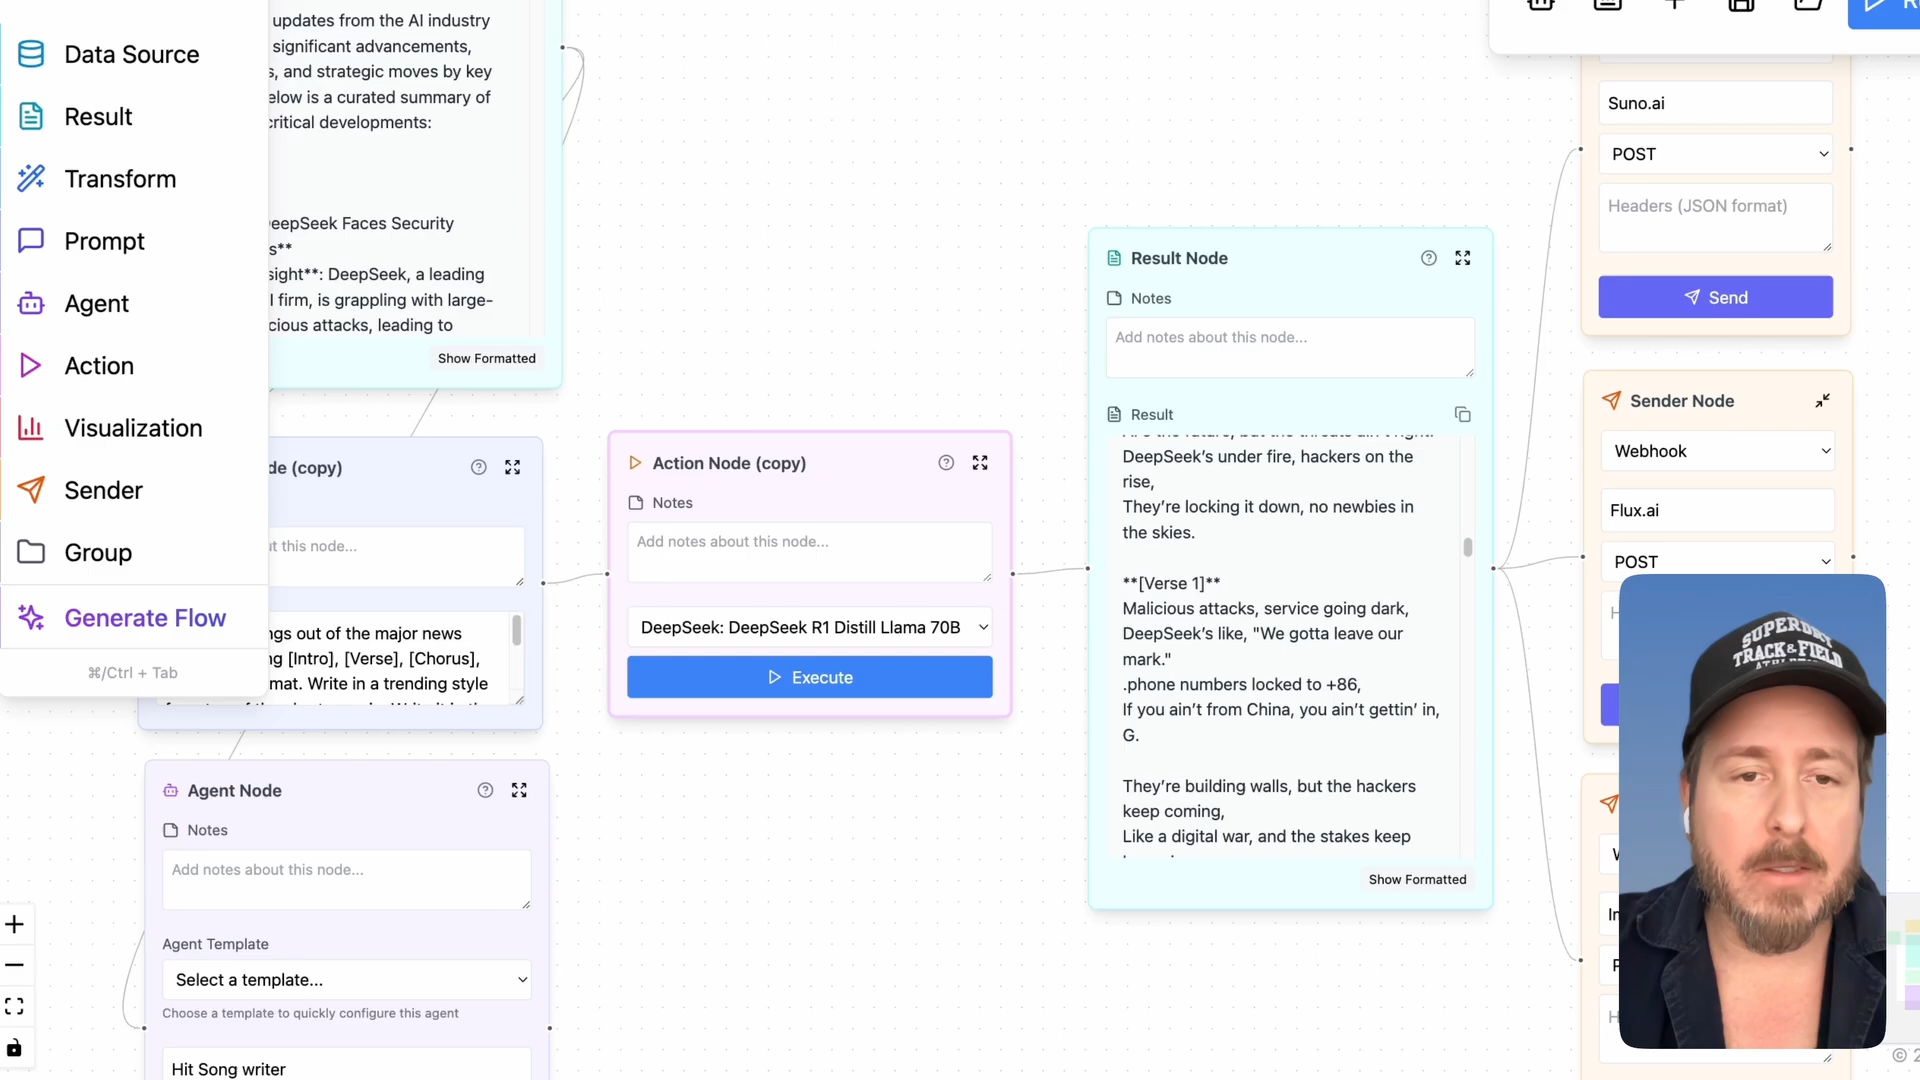 Data Source
Result
Transform
Prompt
Agent
Action
Visualization
Sender
Group
Generate Flow
⌘/Ctrl + Tab
updates from the AI industry
significant advancements,
s, and strategic moves by key
elow is a curated summary of
critical developments:
DeepSeek Faces Security
s**
sight**: DeepSeek, a leading
I firm, is grappling with large-
cious attacks, leading to
Show Formatted
de (copy)
t this node...
ngs out of the major news
ng [Intro], [Verse], [Chorus],
mat. Write in a trending style
Agent Node
Notes
Add notes about this node...
Agent Template
Select a template...
Choose a template to quickly configure this agent
Hit Song writer
Action Node (copy)
Notes
Add notes about this node...
DeepSeek: DeepSeek R1 Distill Llama 70B
Execute
Result Node
Notes
Add notes about this node...
Result
DeepSeek’s under fire, hackers on the
rise,
They’re locking it down, no newbies in
the skies.
**[Verse 1]**
Malicious attacks, service going dark,
DeepSeek’s like, "We gotta leave our
mark."
.phone numbers locked to +86,
If you ain’t from China, you ain’t gettin’ in,
G.
They’re building walls, but the hackers
keep coming,
Like a digital war, and the stakes keep
Show Formatted
Suno.ai
POST
Headers (JSON format)
Send
Sender Node
Webhook
Flux.ai
POST
SUPERDRY
TRACK & FIELD